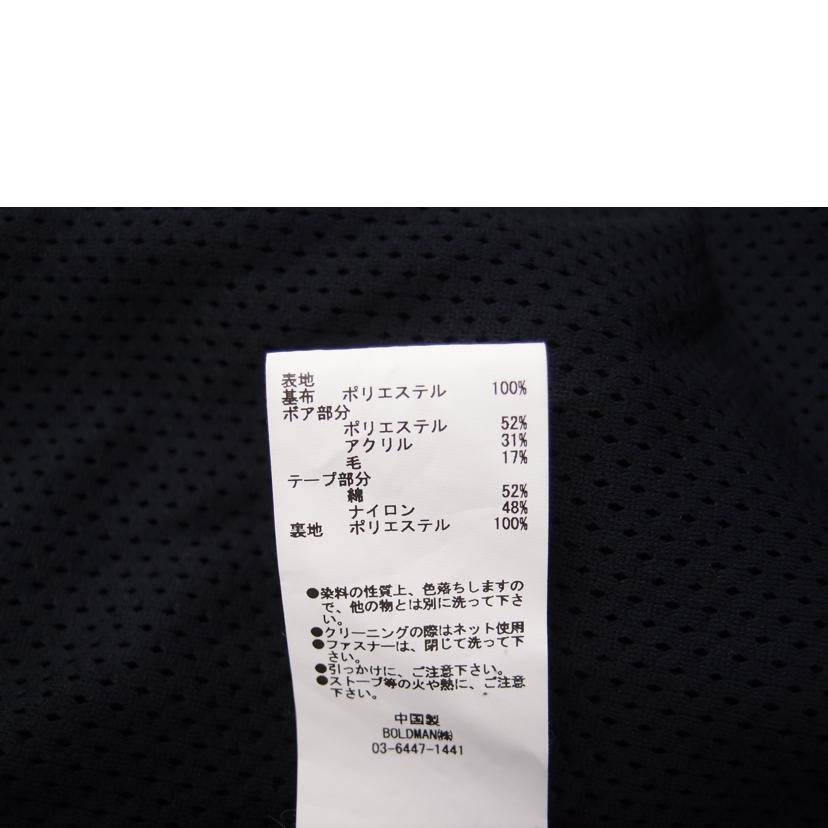 表地
基布 ポリエステル 100%
ボア部分
ポリエステル 52%
アクリル 31%
毛 17%
テープ部分
綿 52%
ナイロン 48%
裏地 ポリエステル 100%
●染料の性質上、色落ちしますの
で、他の物とは別に洗って下さ
い。
●クリーニングの際はネット使用
●ファスナーは、閉じて洗って下
さい。
●引っかけに、ご注意下さい。
●ストーブ等の火や熱に、ご注意
下さい。
中国製
BOLDMAN㈱
03-6447-1441